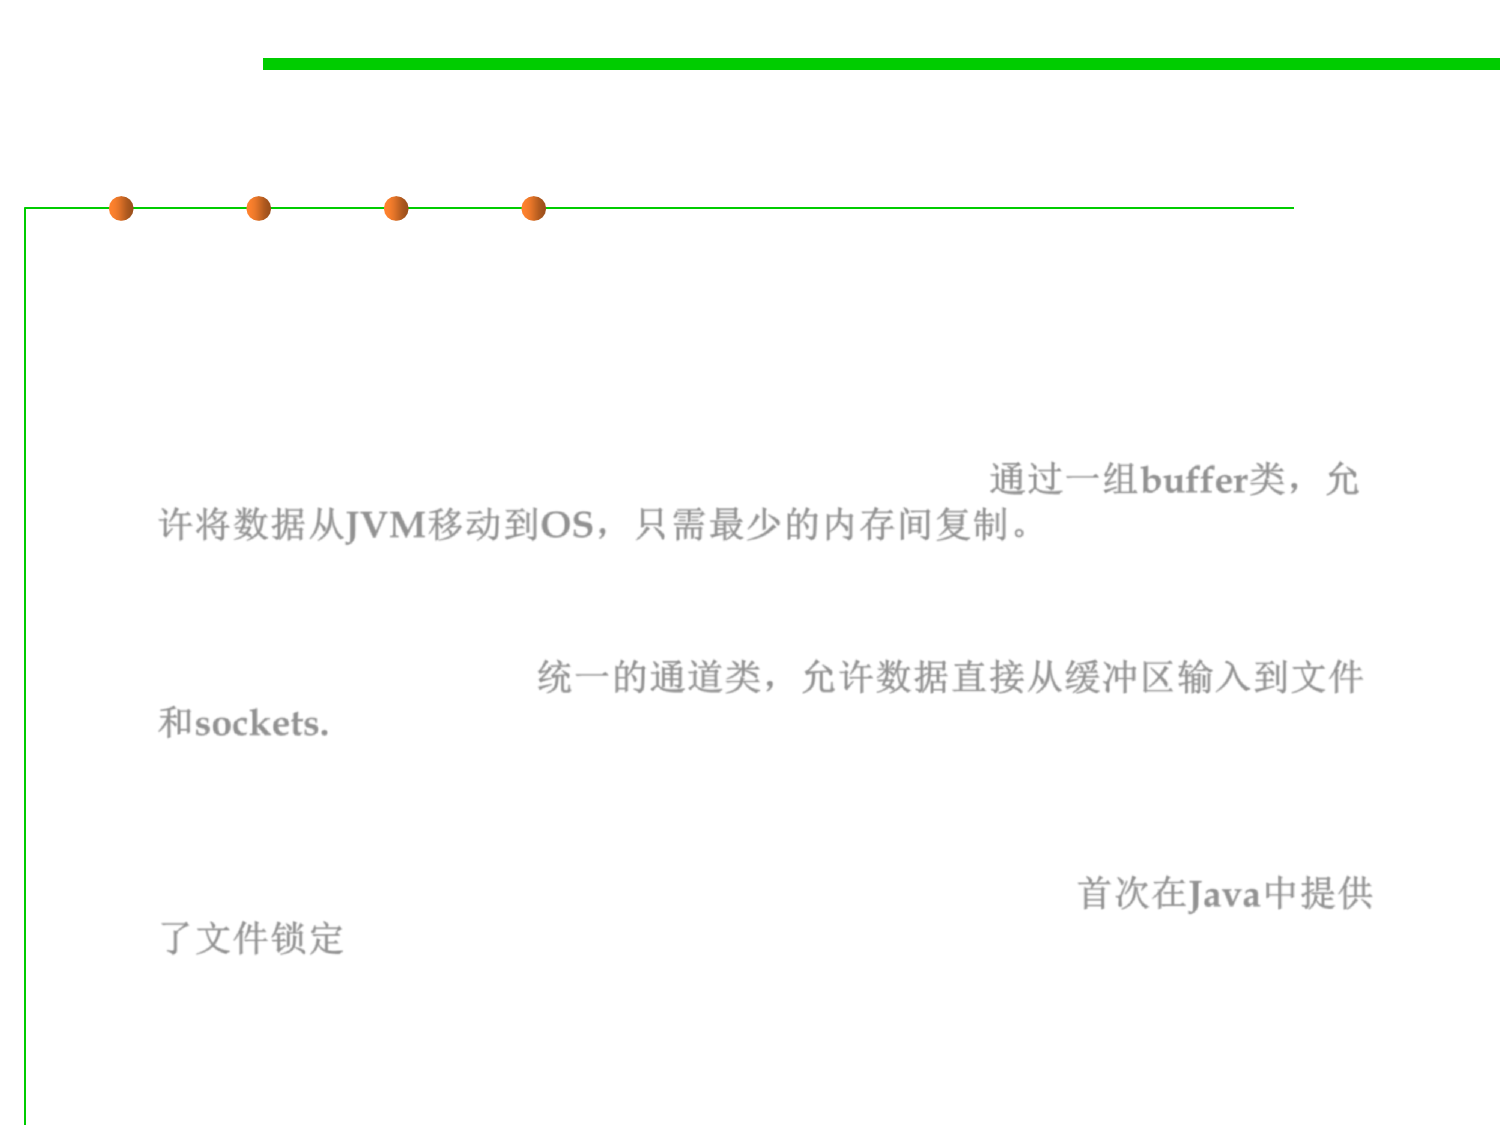 通过一组buffer类，允
许将数据从JVM移动到OS，只需最少的内存间复制。
统一的通道类，允许数据直接从缓冲区输入到文件
和sockets.
首次在Java中提供
了文件锁定